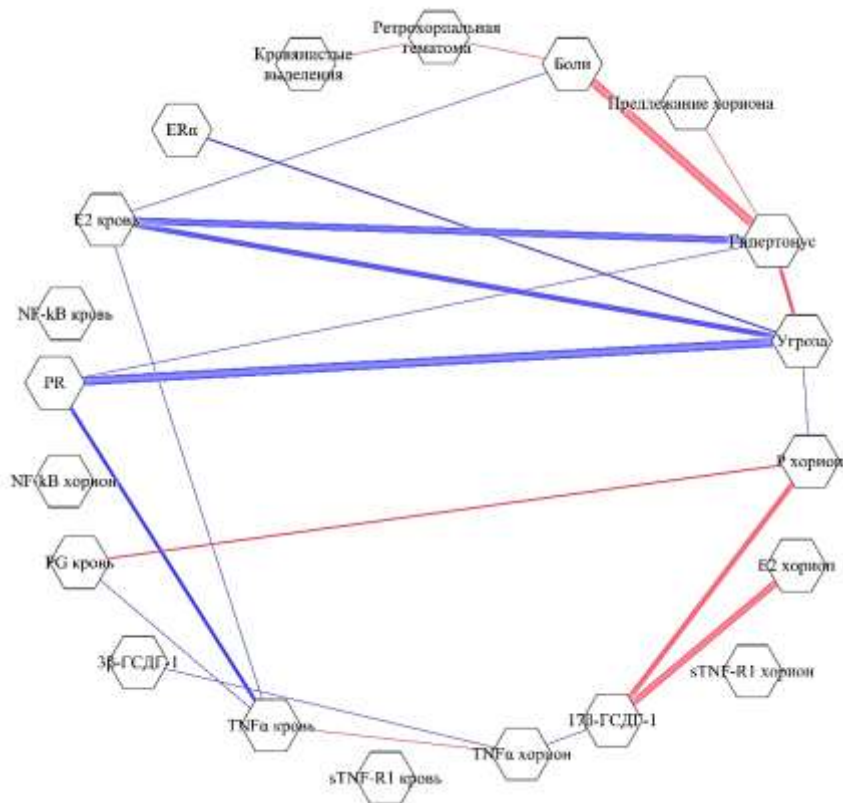 Ретрохориальная
гематома
Кровянистые
выделения
Боли
Предлежание хориона
ERα
E2 кровь
Гипертонус
NF-kB кровь
Угроза
PR
P хорион
NF-kB хорион
PG кровь
E2 хорион
3β-ГСДГ-1
sTNF-R1 хорион
TNFα кровь
17β-ГСДГ-1
TNFα хорион
sTNF-R1 кровь